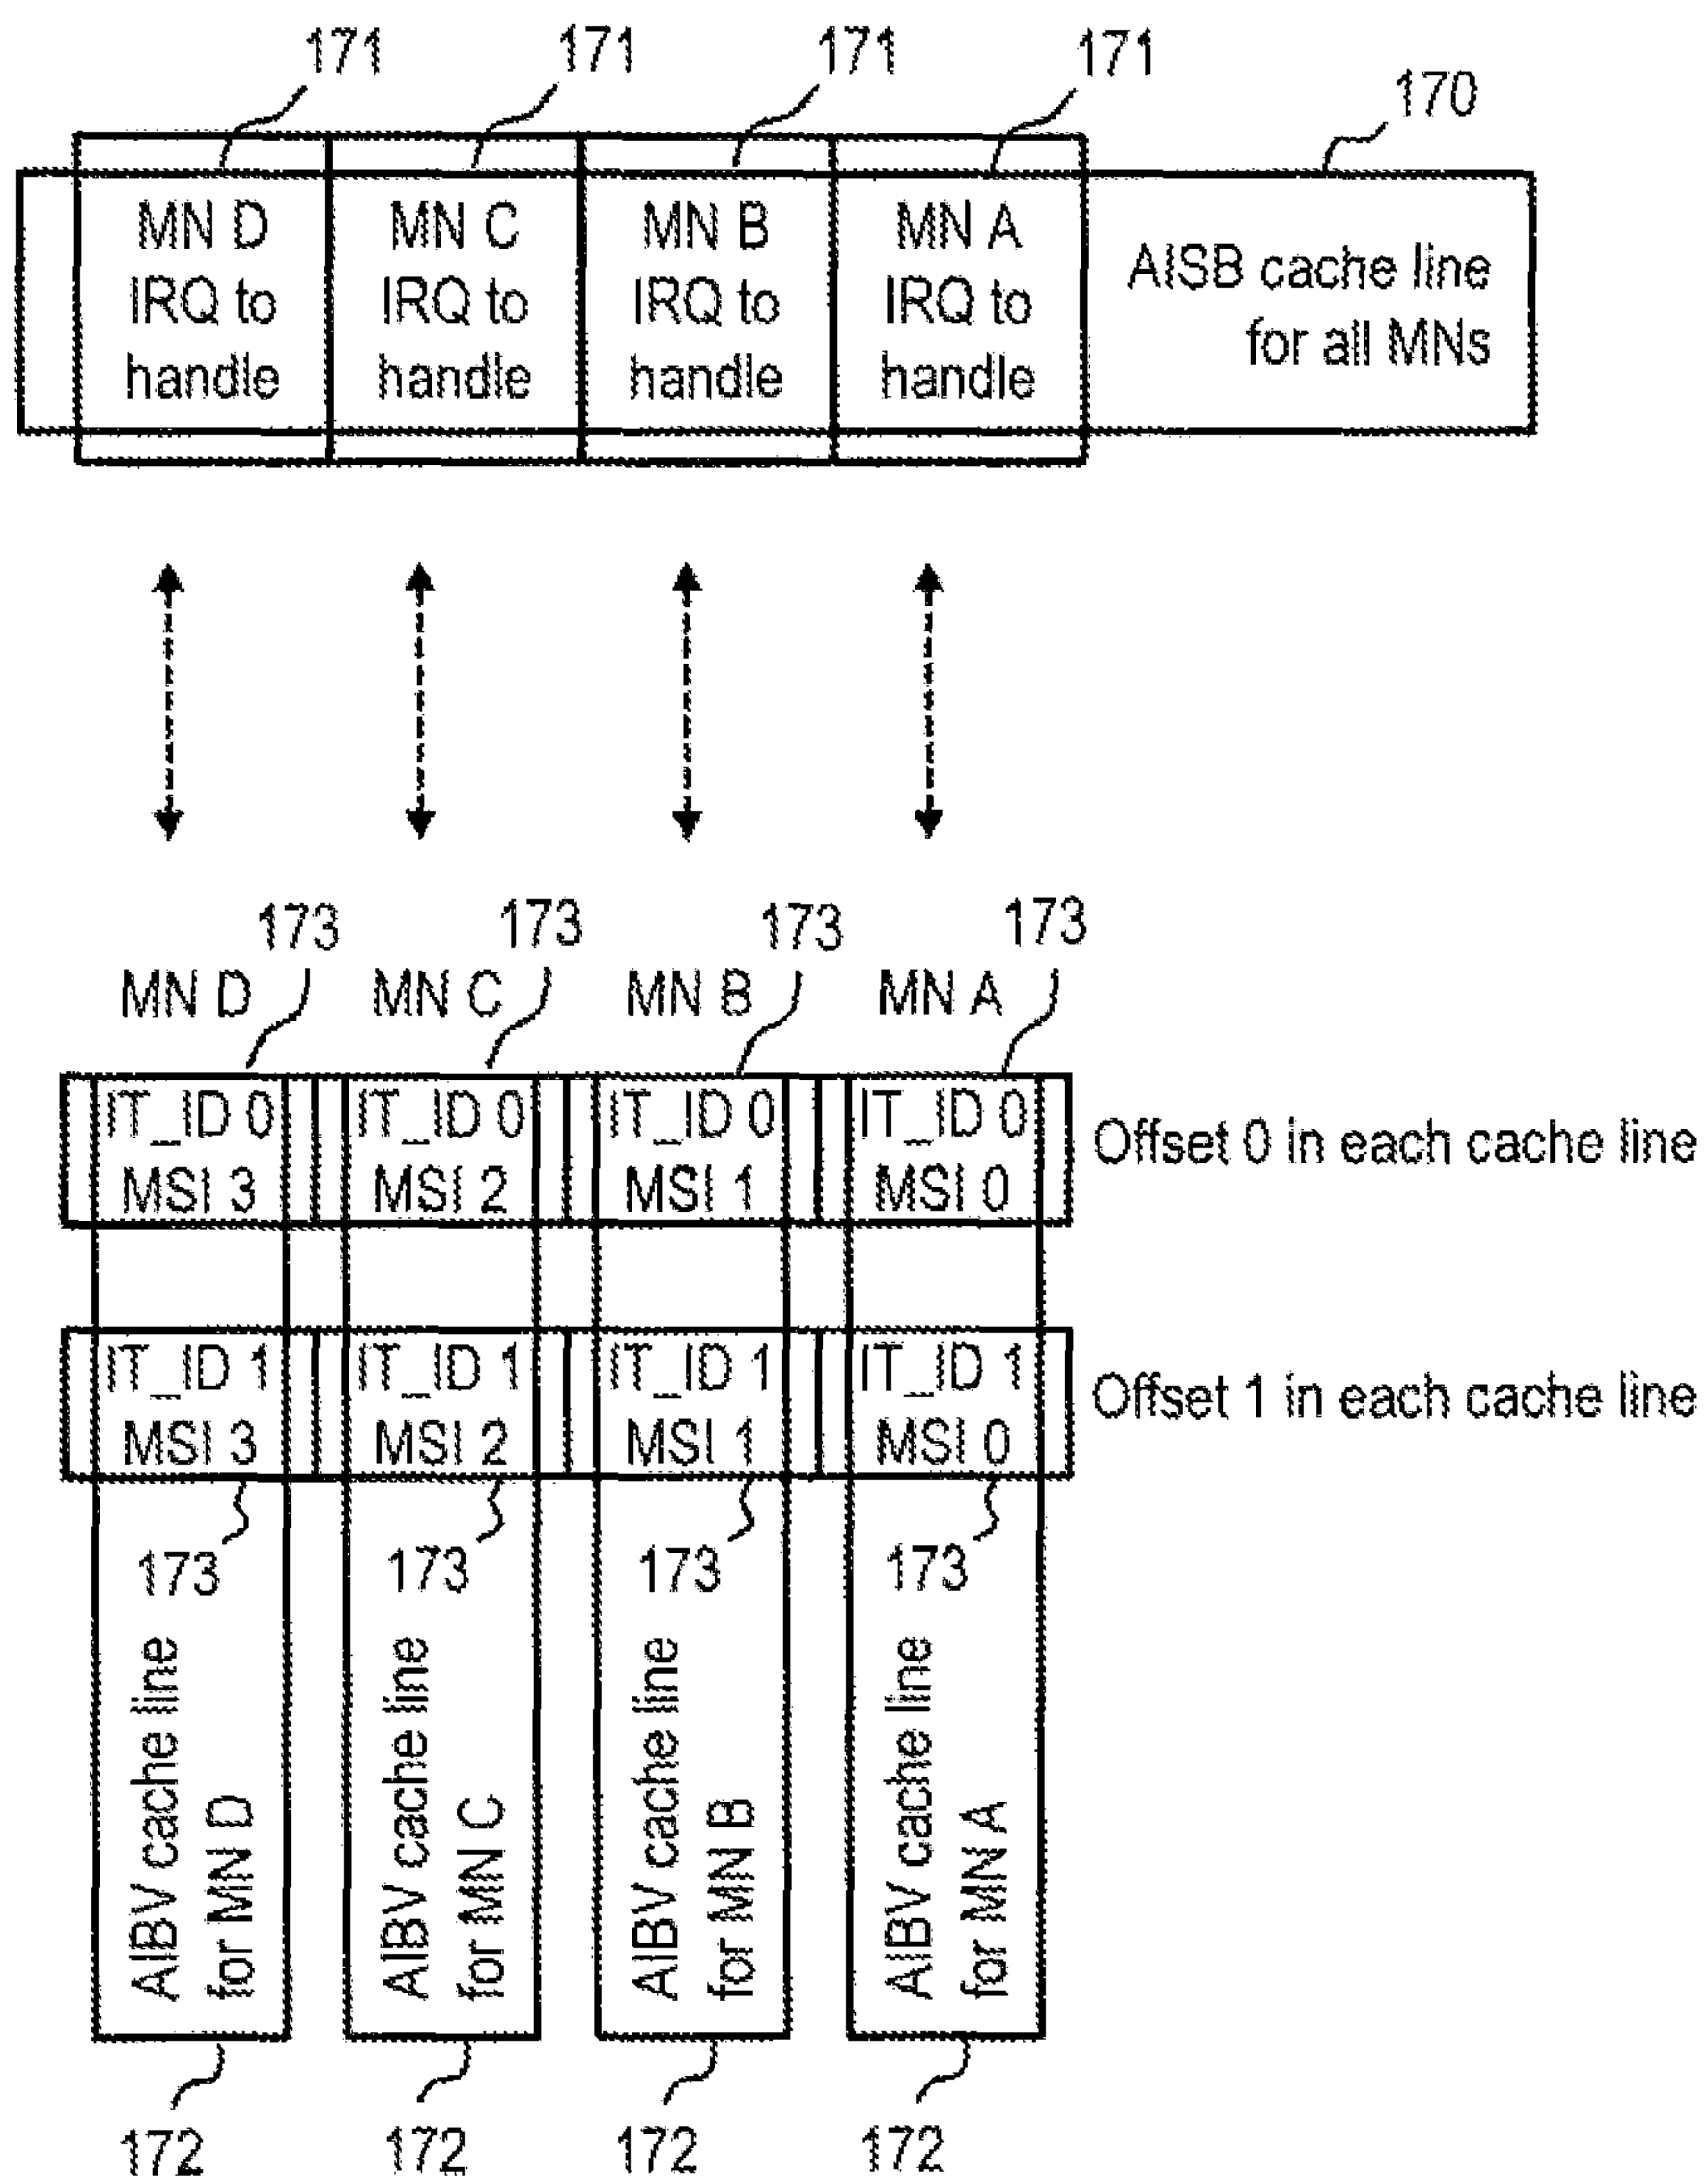 171 171 171 171
170
MN D MN C MN B MN A
IRQ to IRQ to IRQ to IRQ to
handle handle handle handle
AISB cache line
for all MNs
173 173 173 173
MN D MN C MN B MN A
IT_ID 0 IT_ID 0 IT_ID 0 IT_ID 0
MSI 3 MSI 2 MSI 1 MSI 0
Offset 0 in each cache line
IT_ID 1 IT_ID 1 IT_ID 1 IT_ID 1
MSI 3 MSI 2 MSI 1 MSI 0
Offset 1 in each cache line
173 173 173 173
AIBV cache line
for MN D
AIBV cache line
for MN C
AIBV cache line
for MN B
AIBV cache line
for MN A
172 172 172 172